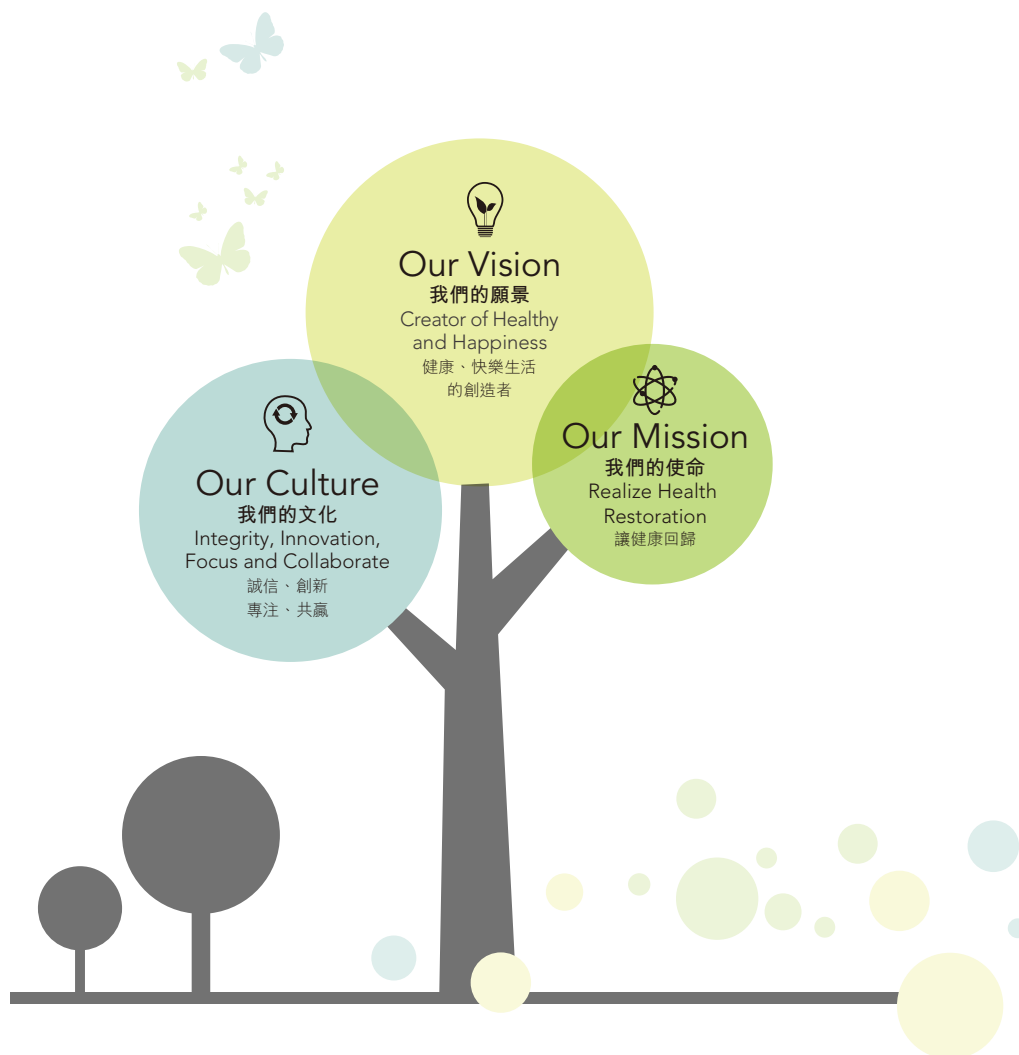 Our Vision
我們的願景
Creator of Healthy
and Happiness
健康、快樂生活
的創造者
Our Culture
我們的文化
Integrity, Innovation,
Focus and Collaborate
誠信、創新
專注、共贏
Our Mission
我們的使命
Realize Health
Restoration
讓健康回歸